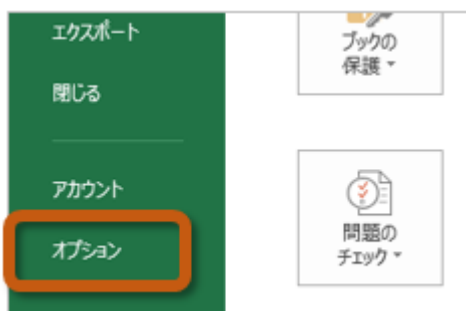 エクスポート
閉じる
アカウント
オプション
ブックの
保護
問題の
チェック